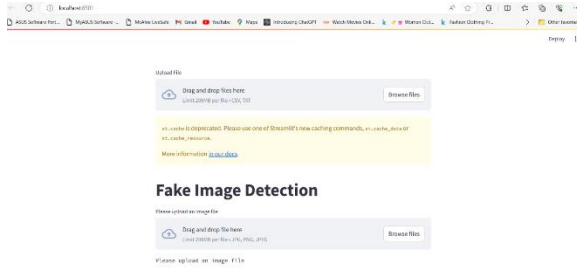 localhost:8501
ASUS Software Port... McAfee LiveSafe Gmail YouTube Maps Introducing ChatGPT Watch Movies Onli... Women Clot... Fashion Clothing Fr... Other favorites
Deploy
Upload File
Drag and drop files here
Limit 200MB per file • CSV, TXT
Browse files
st.cache is deprecated. Please use one of Streamlit's new caching commands, st.cache_data or
st.cache_resource.
More information in our docs.
Fake Image Detection
Please upload an image file
Drag and drop file here
Limit 200MB per file • JPG, PNG, JPEG
Browse files
Please upload an image file